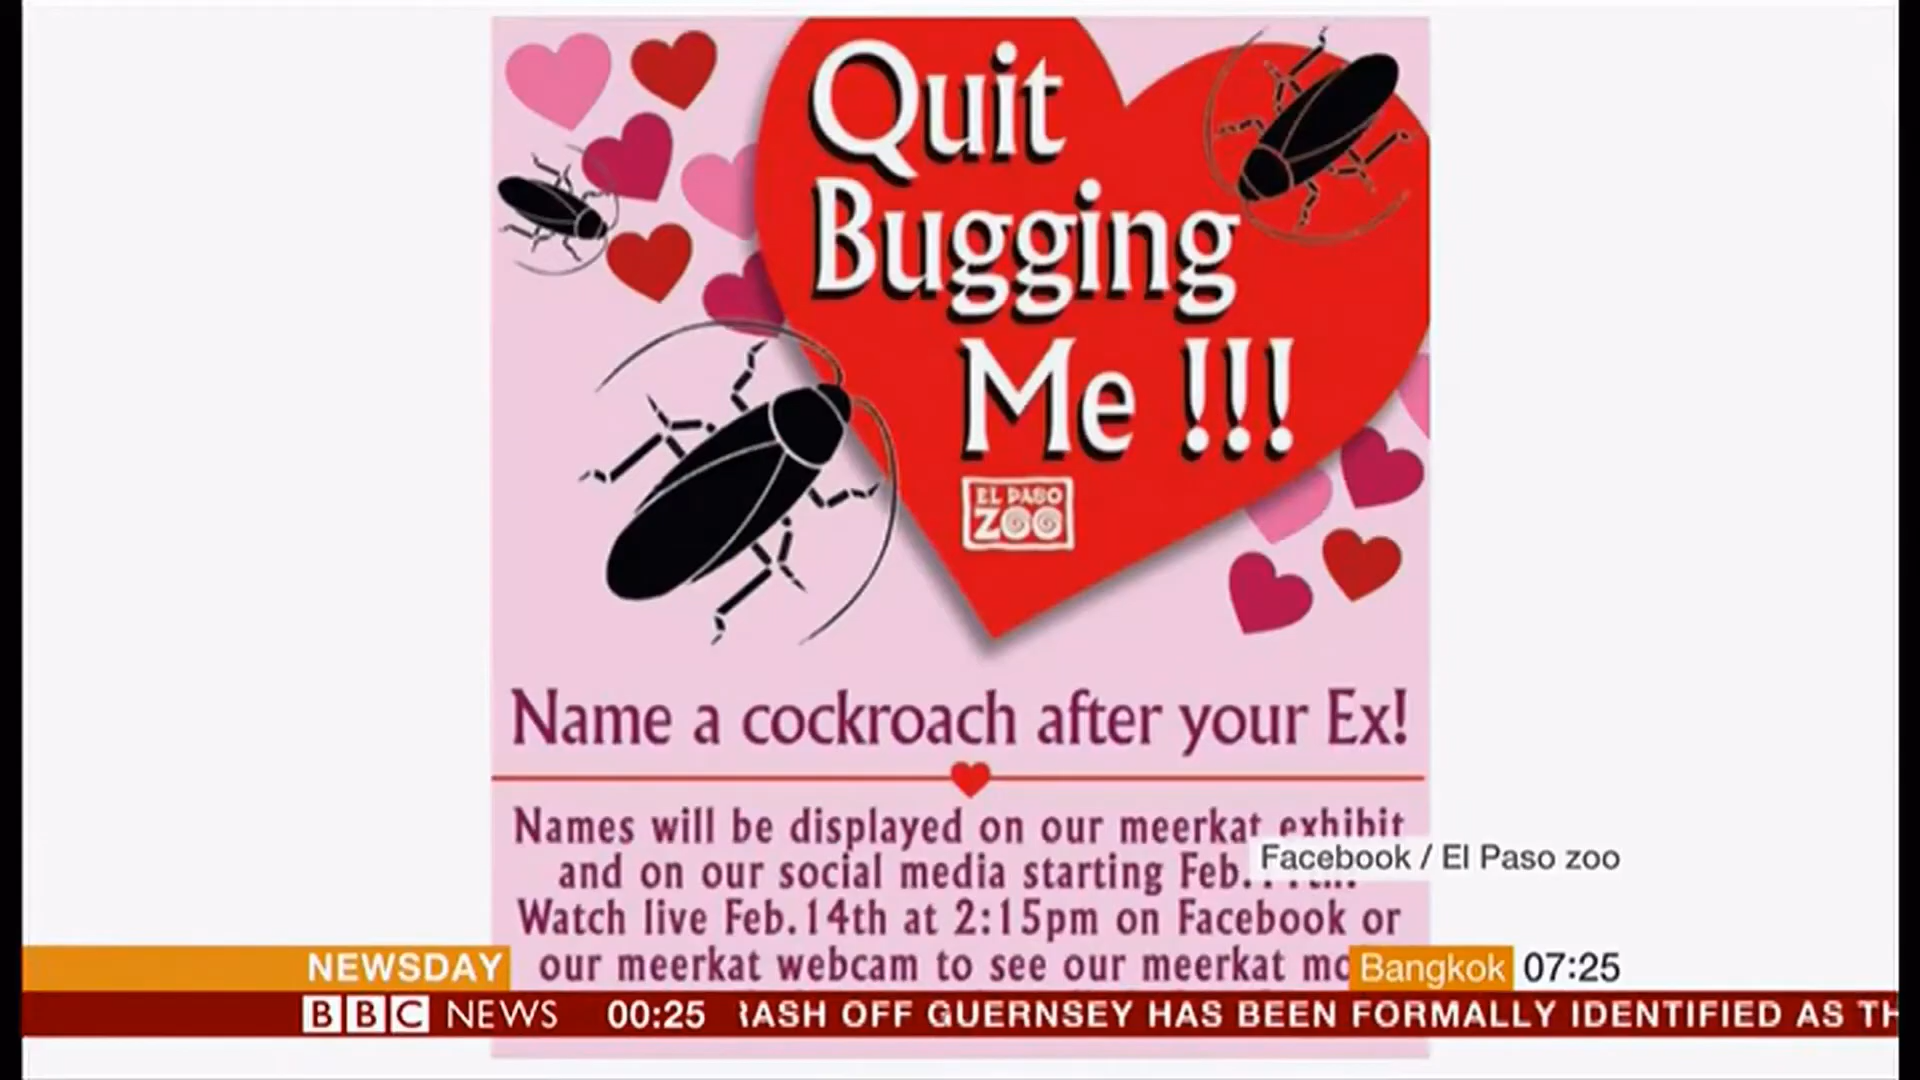 Quit
Bugging
Me !!!
EL PASO
ZOO
Name a cockroach after your Ex!
Names will be displayed on our meerkat exhibit
and on our social media starting Feb.
Facebook / El Paso zoo
Watch live Feb.14th at 2:15pm on Facebook or
our meerkat webcam to see our meerkat mo
NEWSDAY
Bangkok 07:25
BBC NEWS 00:25 RASH OFF GUERNSEY HAS BEEN FORMALLY IDENTIFIED AS TH